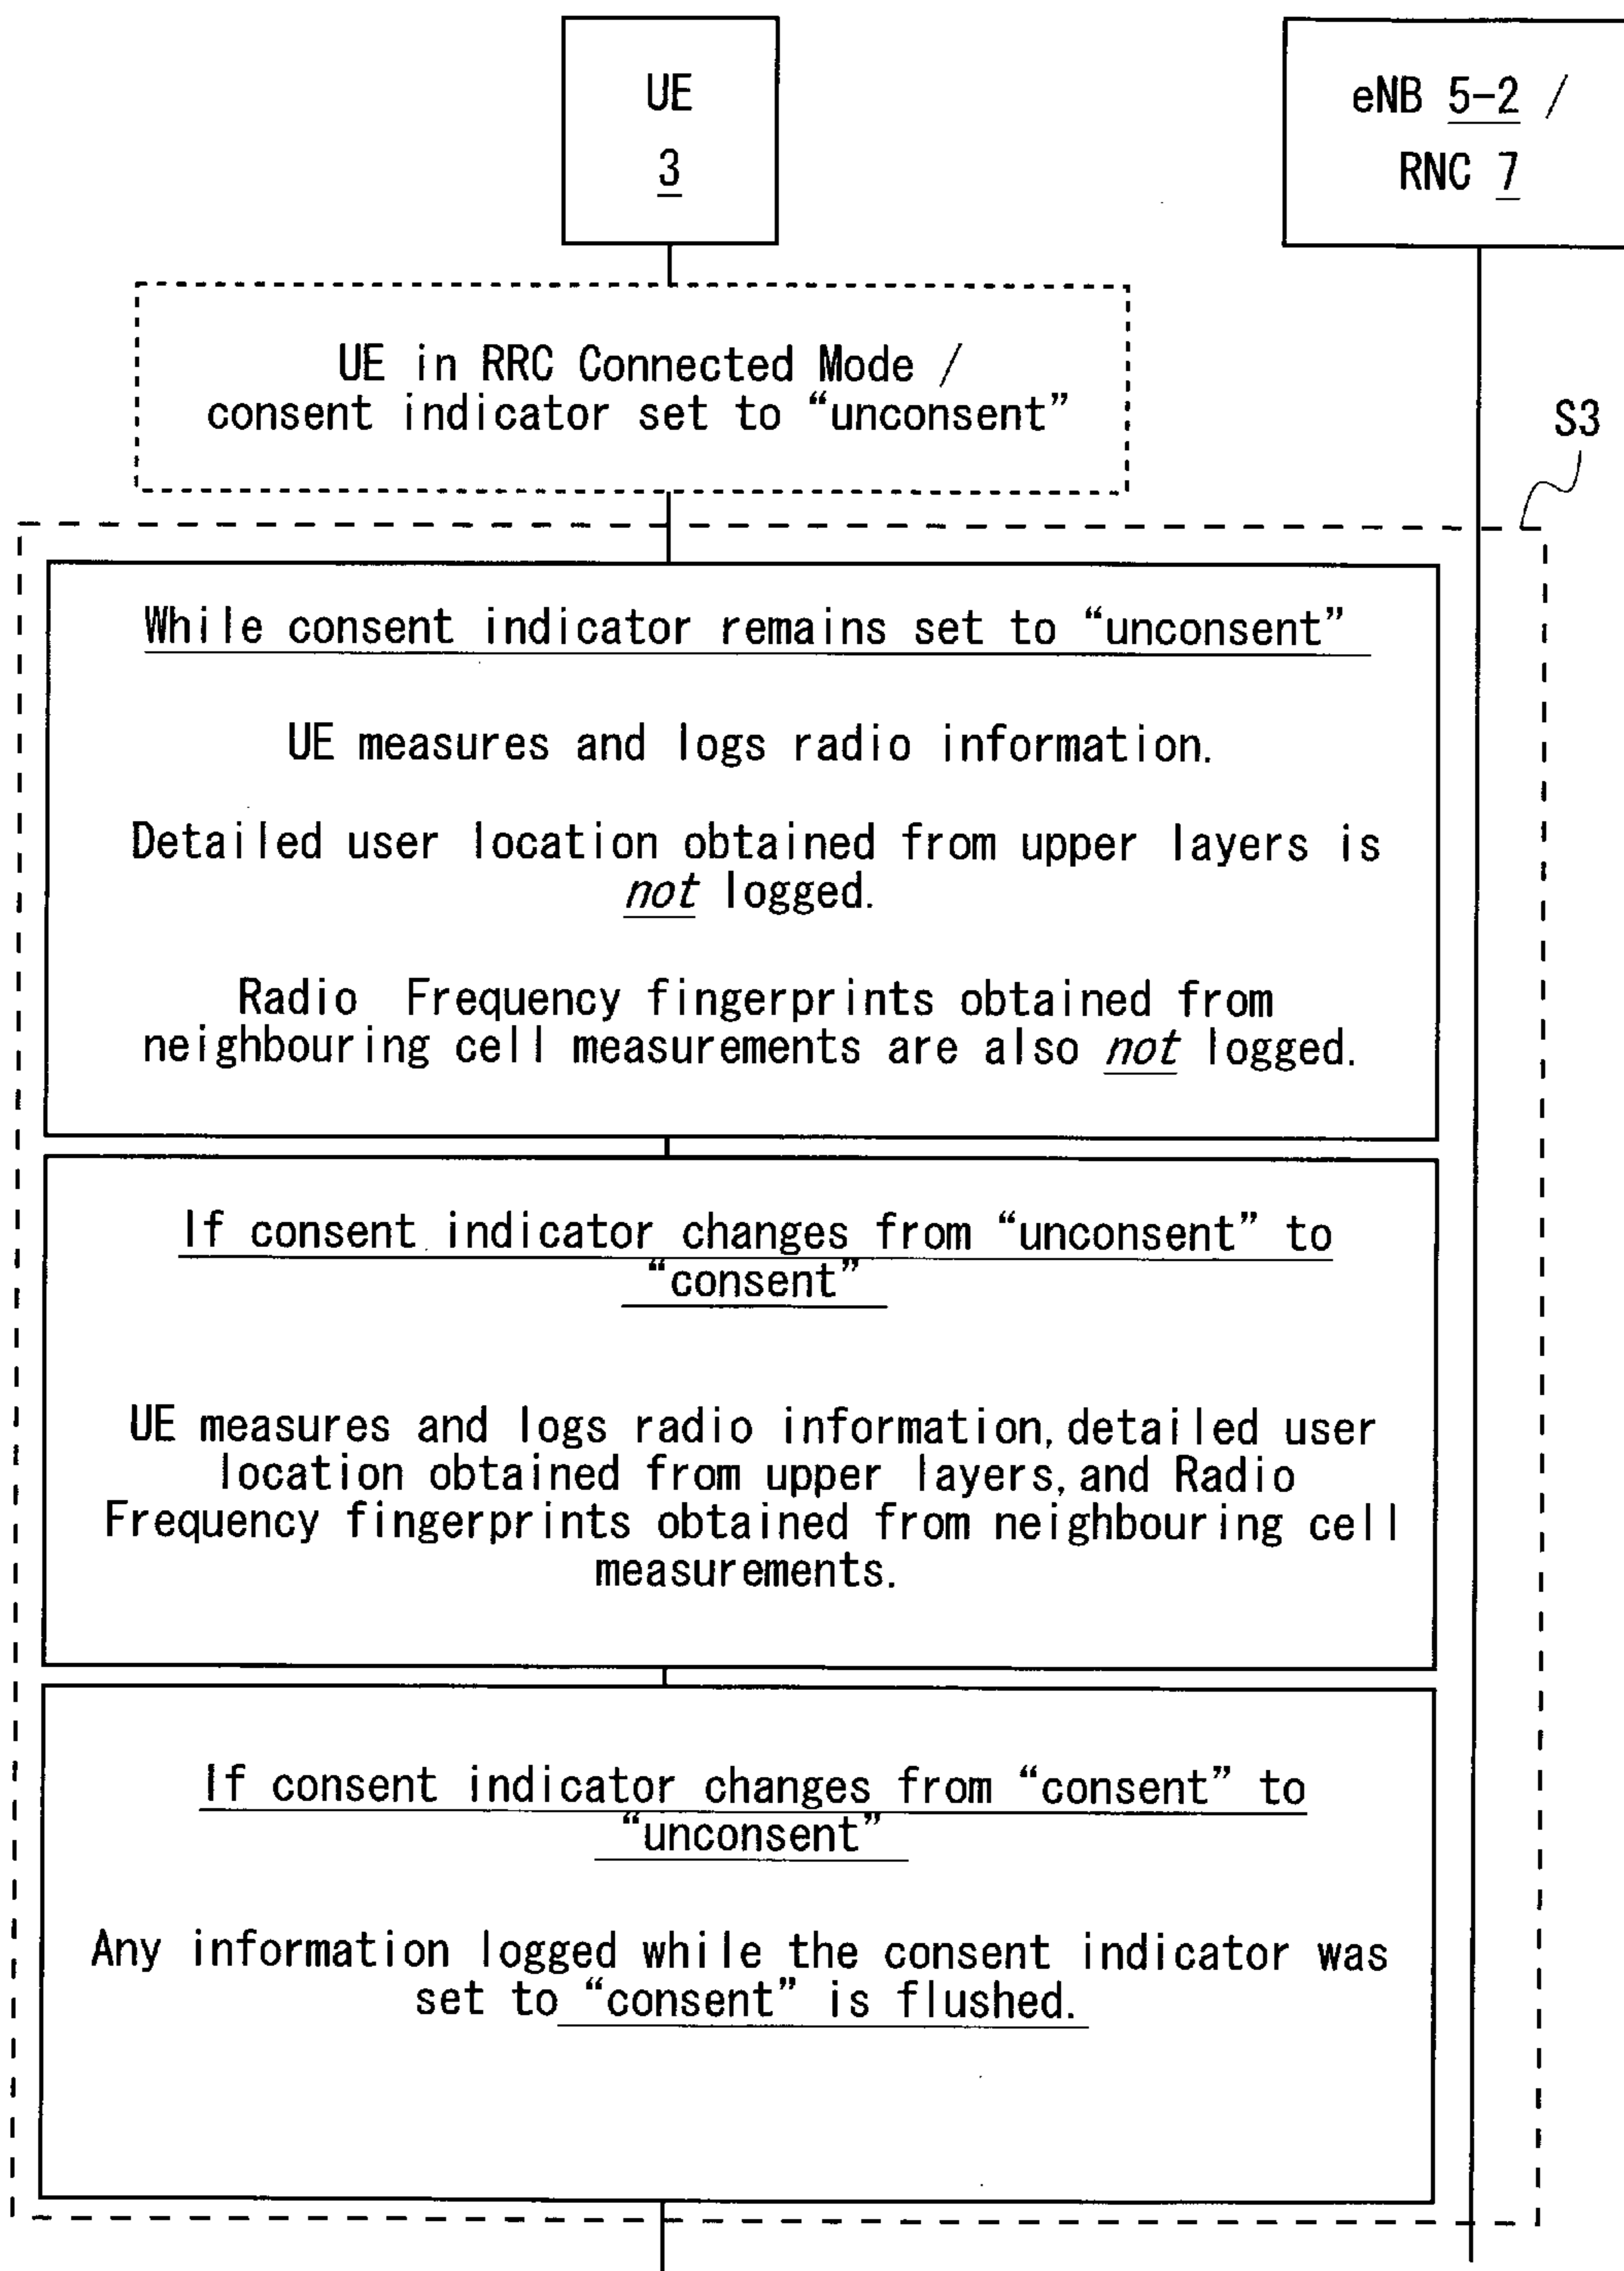 UE
3
eNB 5-2 /
RNC 7
UE in RRC Connected Mode /
consent indicator set to “unconsent”
S3
While consent indicator remains set to “unconsent”
UE measures and logs radio information.
Detailed user location obtained from upper layers is
not logged.
Radio Frequency fingerprints obtained from
neighbouring cell measurements are also not logged.
If consent indicator changes from “unconsent” to
“consent”
UE measures and logs radio information, detailed user
location obtained from upper layers, and Radio
Frequency fingerprints obtained from neighbouring cell
measurements.
If consent indicator changes from “consent” to
“unconsent”
Any information logged while the consent indicator was
set to “consent” is flushed.